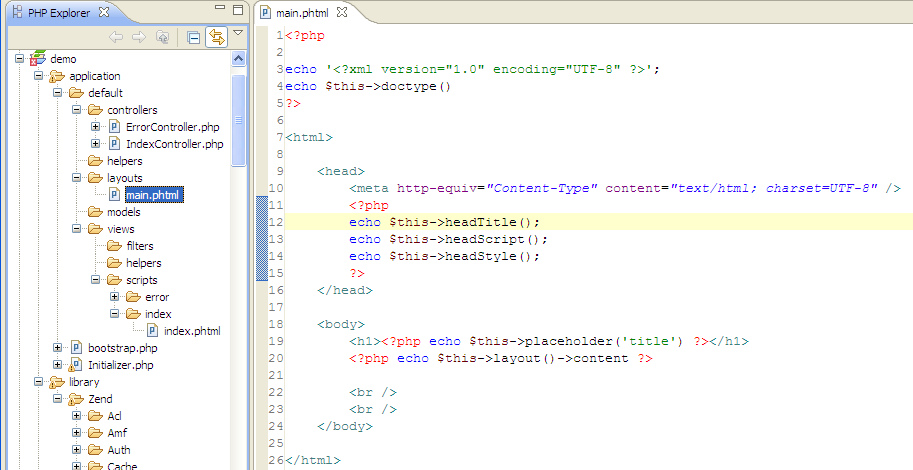 PHP Explorer
demo
application
default
controllers
ErrorController.php
IndexController.php
helpers
layouts
main.phtml
models
views
filters
helpers
scripts
error
index
index.phtml
bootstrap.php
Initializer.php
library
Zend
Acl
Amf
Auth
Cache
main.phtml
1 <?php
2
3 echo '<?xml version="1.0" encoding="UTF-8" ?>';
4 echo $this->doctype()
5 ?>
6
7 <html>
8
9 <head>
10 <meta http-equiv="Content-Type" content="text/html; charset=UTF-8" />
11 <?php
12 echo $this->headTitle();
13 echo $this->headScript();
14 echo $this->headStyle();
15 ?>
16 </head>
17
18 <body>
19 <h1><?php echo $this->placeholder('title') ?></h1>
20 <?php echo $this->layout()->content ?>
21
22 <br />
23 <br />
24 </body>
25
26 </html>